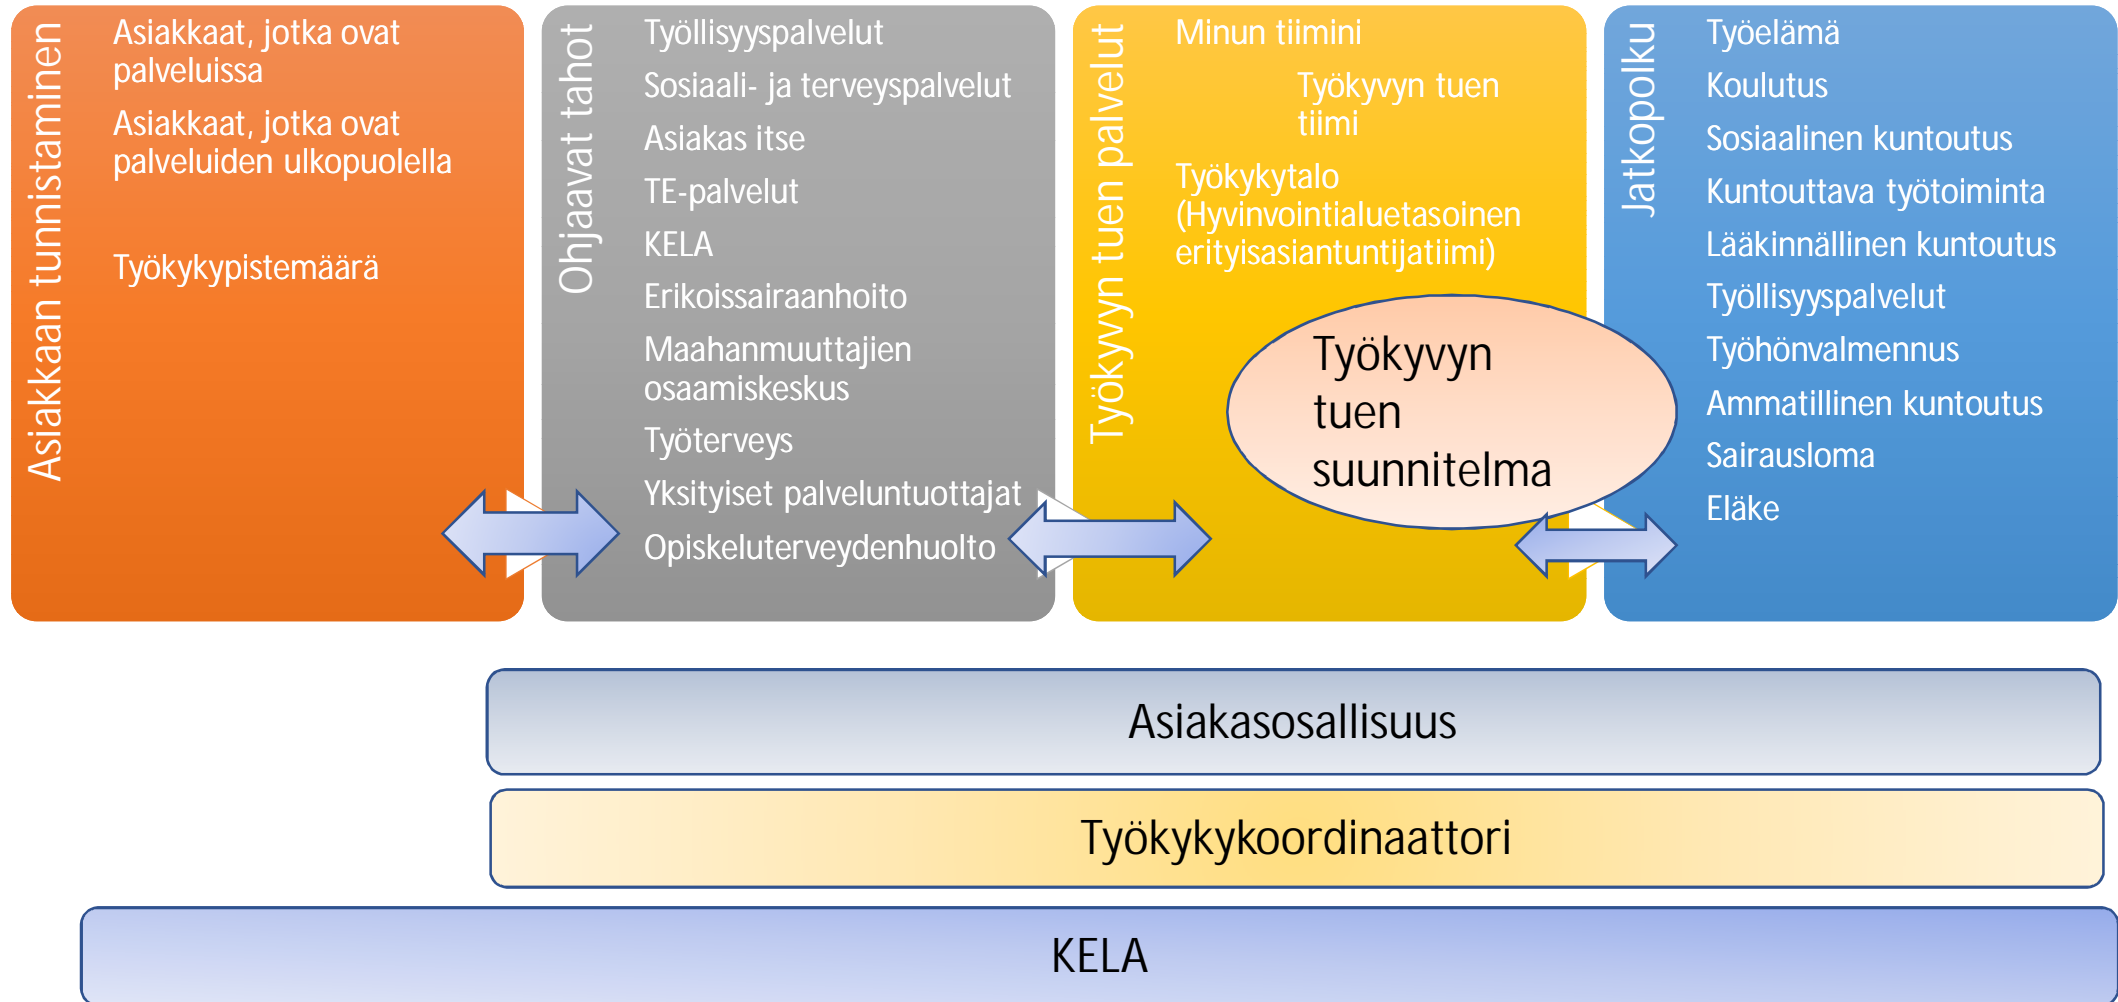 Asiakkaan tunnistaminen
Asiakkaat, jotka ovat
palveluissa
Asiakkaat, jotka ovat
palveluiden ulkopuolella
Työkykypistemäärä
Ohjaavat tahot
Työllisyyspalvelut
Sosiaali- ja terveyspalvelut
Asiakas itse
TE-palvelut
KELA
Erikoissairaanhoito
Maahanmuuttajien
osaamiskeskus
Työterveys
Yksityiset palveluntuottajat
Opiskeluterveydenhuolto
Työkyvyn tuen palvelut
Minun tiimini
Työkyvyn tuen
tiimi
Työkykytalo
(Hyvinvointialuetasoinen
erityisasiantuntijatiimi)
Työkyvyn
tuen
suunnitelma
Jatkopolku
Työelämä
Koulutus
Sosiaalinen kuntoutus
Kuntouttava työtoiminta
Lääkinnällinen kuntoutus
Työllisyyspalvelut
Työhönvalmennus
Ammatillinen kuntoutus
Sairausloma
Eläke
Asiakasosallisuus
Työkykykoordinaattori
KELA